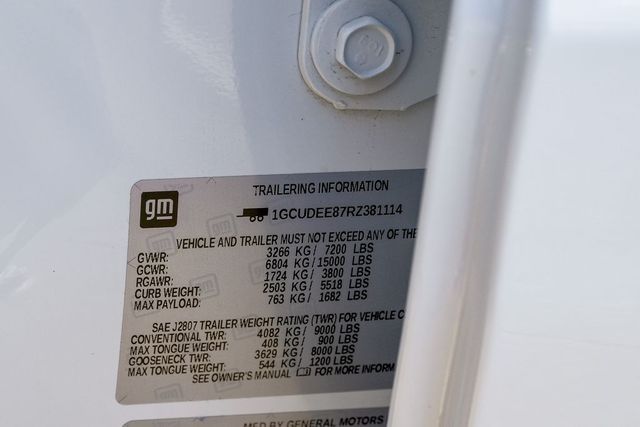 gm
TRAILERING INFORMATION
1GCUDEE87RZ381114
VEHICLE AND TRAILER MUST NOT EXCEED ANY OF THE
GVWR: 3266 KG/ 7200 LBS
GCWR: 6804 KG/ 15000 LBS
RGAWR: 1724 KG/ 3800 LBS
CURB WEIGHT: 2503 KG/ 5518 LBS
MAX PAYLOAD: 763 KG/ 1682 LBS
SAE J2807 TRAILER WEIGHT RATING (TWR) FOR VEHICLE
CONVENTIONAL TWR: 4082 KG/ 9000 LBS
MAX TONGUE WEIGHT: 408 KG/ 900 LBS
GOOSENECK TWR: 3629 KG/ 8000 LBS
MAX TONGUE WEIGHT: 544 KG/ 1200 LBS
SEE OWNER'S MANUAL FOR MORE INFORM
MFD BY GENERAL MOTORS